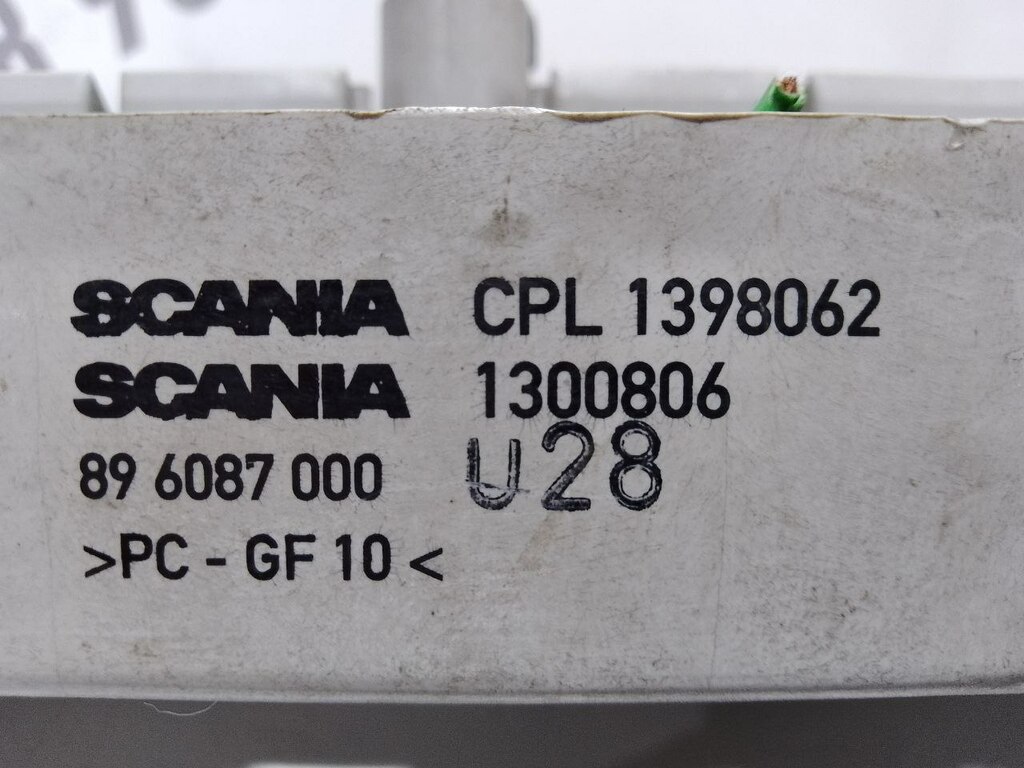 SCANIA CPL 1398062
SCANIA 1300806
89 6087 000 U28
>PC - GF 10 <